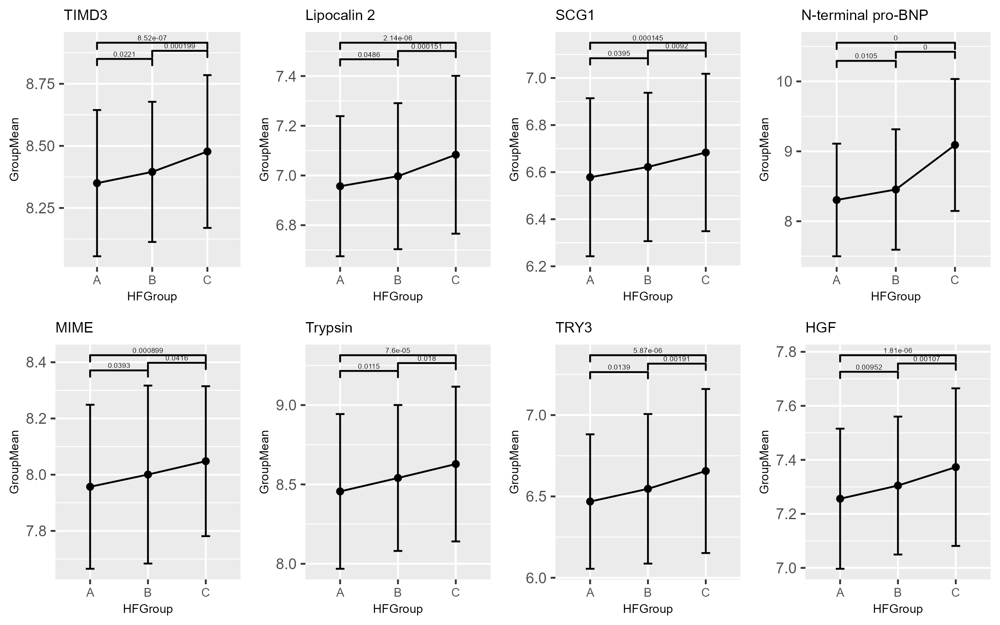 TIMD3
8.52e-07
0.000199
0.0221
8.75
8.50
8.25
GroupMean
A B C
HFGroup
Lipocalin 2
2.14e-06
0.000151
0.0486
7.4
7.2
7.0
6.8
GroupMean
A B C
HFGroup
SCG1
0.000145
0.0092
0.0395
7.0
6.8
6.6
6.4
6.2
GroupMean
A B C
HFGroup
N-terminal pro-BNP
0
0
0.0105
10
9
8
GroupMean
A B C
HFGroup
MIME
0.000899
0.0416
0.0393
8.4
8.2
8.0
7.8
GroupMean
A B C
HFGroup
Trypsin
7.6e-05
0.018
0.0115
9.0
8.5
8.0
GroupMean
A B C
HFGroup
TRY3
5.87e-06
0.00191
0.0139
7.0
6.5
6.0
GroupMean
A B C
HFGroup
HGF
1.81e-06
0.00107
0.00952
7.8
7.6
7.4
7.2
7.0
GroupMean
A B C
HFGroup